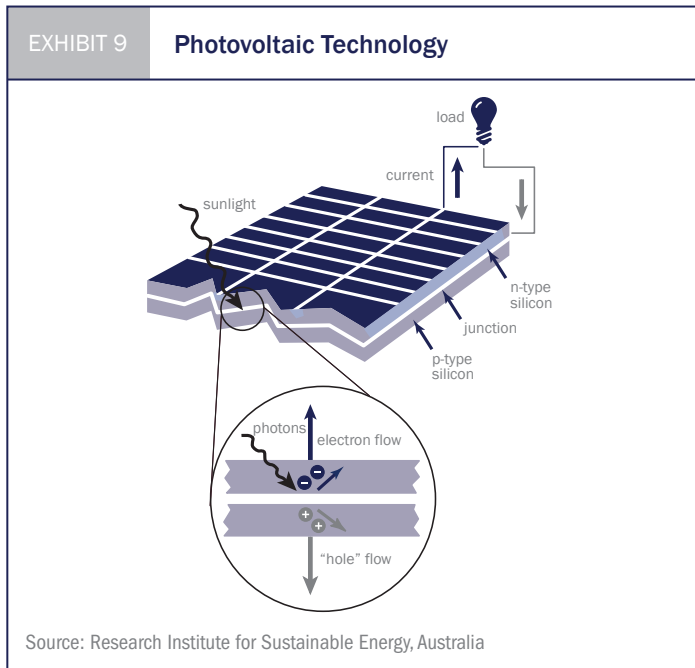 EXHIBIT 9
Photovoltaic Technology
load
current
sunlight
n-type
silicon
junction
p-type
silicon
photons
electron flow
“hole” flow
Source: Research Institute for Sustainable Energy, Australia